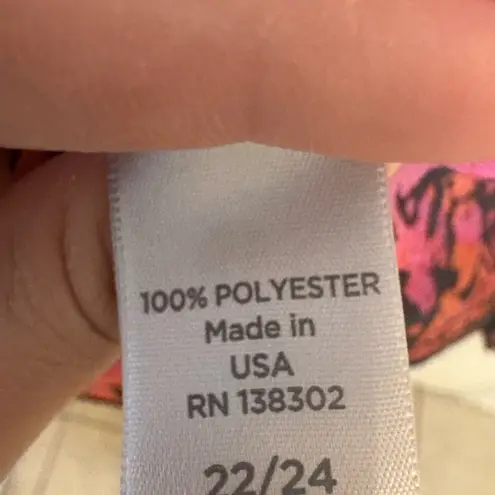 100% POLYESTER
Made in
USA
RN 138302
22/24